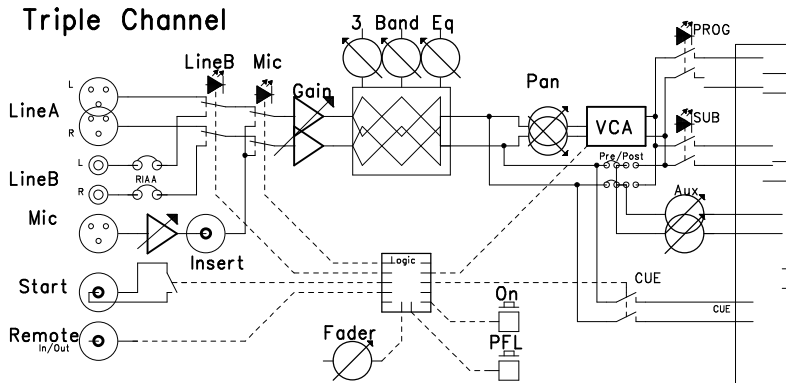 Triple Channel
3 Band Eq
PROG
LineB Mic
L
Gain
Pan
LineA
VCA
SUB
R
L
Pre/Post
RIAA
LineB
R
Aux
Mic
Insert
Logic
Start
On
CUE
CUE
Remote
In/Out
Fader
PFL